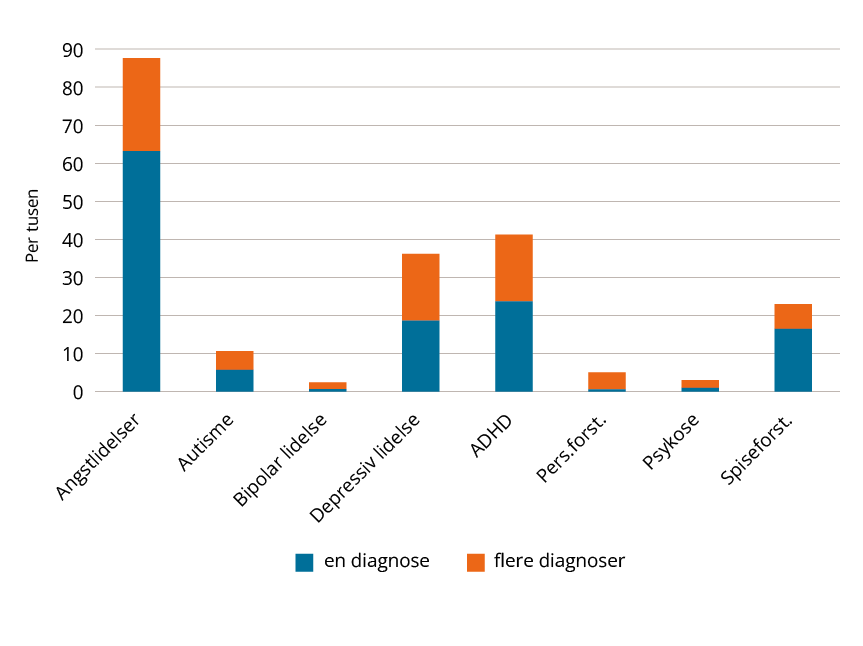 90
80
70
60
50
40
30
20
10
0
Per tusen
Angstlidelser
Autisme
Bipolar lidelse
Depressiv lidelse
ADHD
Pers.forst.
Psykose
Spiseforst.
en diagnose
flere diagnoser